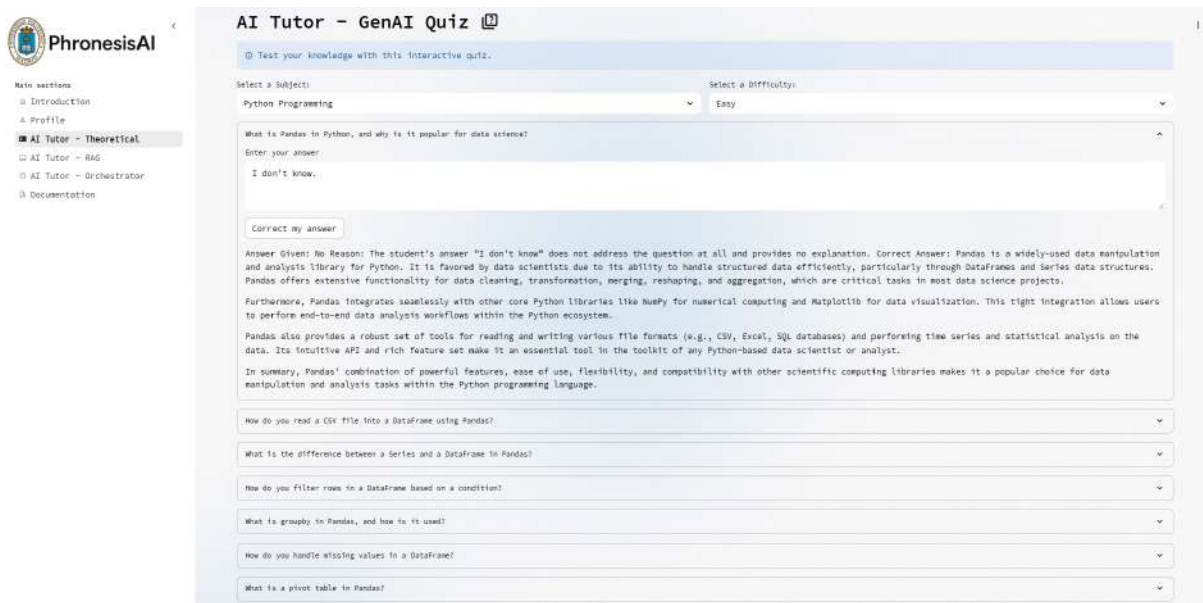 PhronesisAI
Main sections
Introduction
Profile
AI Tutor - Theoretical
AI Tutor - RAG
AI Tutor - Orchestrator
Documentation
AI Tutor - GenAI Quiz
Test your knowledge with this interactive quiz.
Select a Subject:
Select a Difficulty:
Python Programming
Easy
What is Pandas in Python, and why is it popular for data science?
Enter your answer
I don't know.
Correct my answer
Answer Given: No Reason: The student's answer "I don't know" does not address the question at all and provides no explanation. Correct Answer: Pandas is a widely-used data manipulation
and analysis library for Python. It is favored by data scientists due to its ability to handle structured data efficiently, particularly through DataFrames and Series data structures.
Pandas offers extensive functionality for data cleaning, transformation, merging, reshaping, and aggregation, which are critical tasks in most data science projects.
Furthermore, Pandas integrates seamlessly with other core Python libraries like NumPy for numerical computing and Matplotlib for data visualization. This tight integration allows users
to perform end-to-end data analysis workflows within the Python ecosystem.
Pandas also provides a robust set of tools for reading and writing various file formats (e.g., CSV, Excel, SQL databases) and performing time series and statistical analysis on the
data. Its intuitive API and rich feature set make it an essential tool in the toolkit of any Python-based data scientist or analyst.
In summary, Pandas' combination of powerful features, ease of use, flexibility, and compatibility with other scientific computing libraries makes it a popular choice for data
manipulation and analysis tasks within the Python programming language.
How do you read a CSV file into a DataFrame using Pandas?
What is the difference between a Series and a DataFrame in Pandas?
How do you filter rows in a DataFrame based on a condition?
What is groupby in Pandas, and how is it used?
How do you handle missing values in a DataFrame?
What is a pivot table in Pandas?